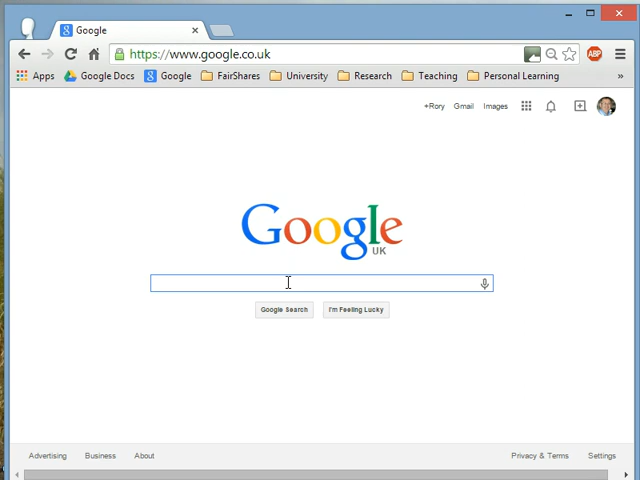 Google
https://www.google.co.uk
ABP
Apps Google Docs Google FairShares University Research Teaching Personal Learning »
+Rory Gmail Images
Google
UK
Google Search I'm Feeling Lucky
Advertising Business About Privacy & Terms Settings